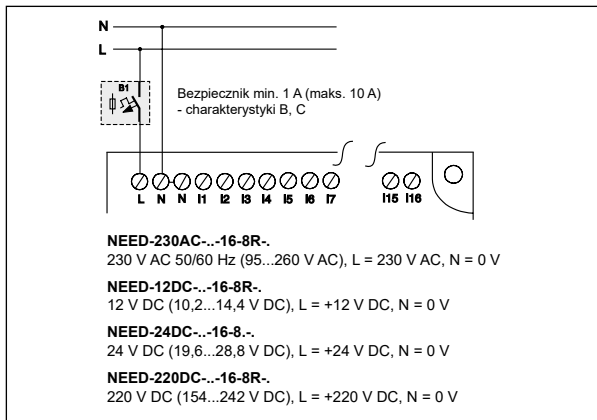 N
L
B1
Bezpiecznik min. 1 A (maks. 10 A)
- charakterystyki B, C
L N N I1 I2 I3 I4 I5 I6 I7 I15 I16
NEED-230AC-..-16-8R-.
230 V AC 50/60 Hz (95...260 V AC), L = 230 V AC, N = 0 V
NEED-12DC-..-16-8R-.
12 V DC (10,2...14,4 V DC), L = +12 V DC, N = 0 V
NEED-24DC-..-16-8.-.
24 V DC (19,6...28,8 V DC), L = +24 V DC, N = 0 V
NEED-220DC-..-16-8R-.
220 V DC (154...242 V DC), L = +220 V DC, N = 0 V